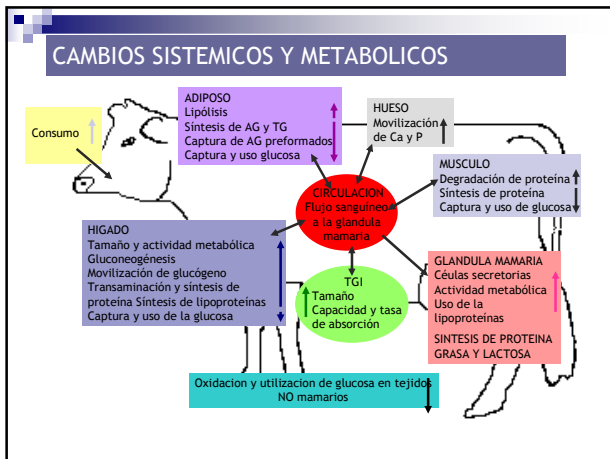 CAMBIOS SISTEMICOS Y METABOLICOS
Consumo
ADIPOSO
Lipólisis
Síntesis de AG y TG
Captura de AG preformados
Captura y uso glucosa
HUESO
Movilización
de Ca y P
MUSCULO
Degradación de proteína
Síntesis de proteína
Captura y uso de glucosa
CIRCULACION
Flujo sanguíneo
a la glandula
mamaria
HIGADO
Tamaño y actividad metabólica
Gluconeogénesis
Movilización de glucógeno
Transaminación y síntesis de
proteína Síntesis de lipoproteínas
Captura y uso de la glucosa
TGI
Tamaño
Capacidad y tasa
de absorción
GLANDULA MAMARIA
Células secretorias
Actividad metabólica
Uso de la
lipoproteínas
SINTESIS DE PROTEINA
GRASA Y LACTOSA
Oxidacion y utilizacion de glucosa en tejidos
NO mamarios